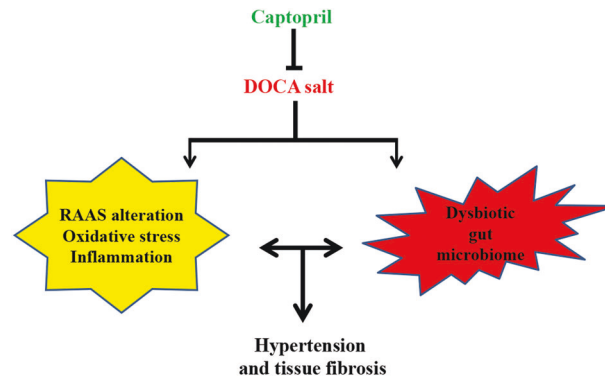 Captopril
DOCA salt
RAAS alteration
Oxidative stress
Inflammation
Dysbiotic
gut
microbiome
Hypertension
and tissue fibrosis